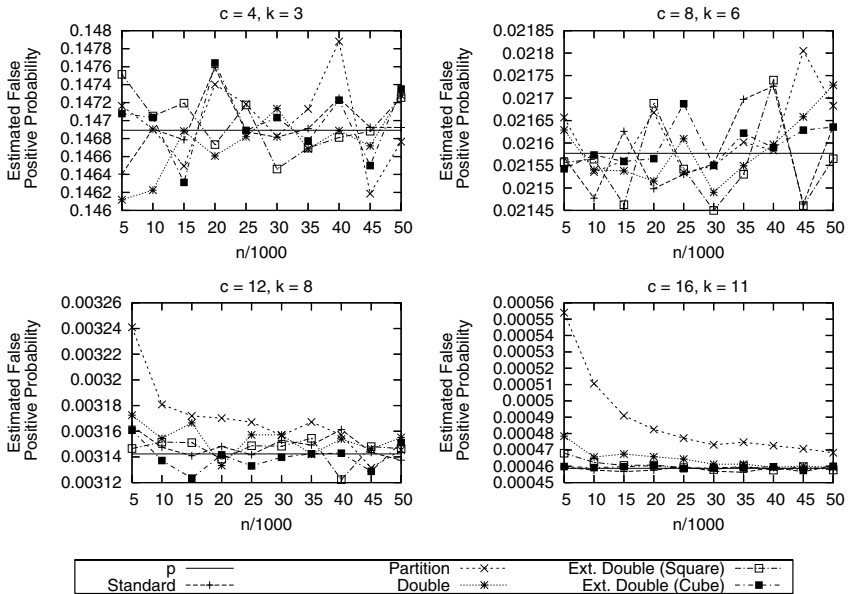 c = 4, k = 3
Estimated False
Positive Probability
0.148
0.1478
0.1476
0.1474
0.1472
0.147
0.1468
0.1466
0.1464
0.1462
0.146
5 10 15 20 25 30 35 40 45 50
n/1000
c = 8, k = 6
Estimated False
Positive Probability
0.02185
0.0218
0.02175
0.0217
0.02165
0.0216
0.02155
0.0215
0.02145
5 10 15 20 25 30 35 40 45 50
n/1000
c = 12, k = 8
Estimated False
Positive Probability
0.00326
0.00324
0.00322
0.0032
0.00318
0.00316
0.00314
0.00312
5 10 15 20 25 30 35 40 45 50
n/1000
c = 16, k = 11
Estimated False
Positive Probability
0.00056
0.00055
0.00054
0.00053
0.00052
0.00051
0.0005
0.00049
0.00048
0.00047
0.00046
0.00045
5 10 15 20 25 30 35 40 45 50
n/1000
p Partition Ext. Double (Square)
Standard Double Ext. Double (Cube)